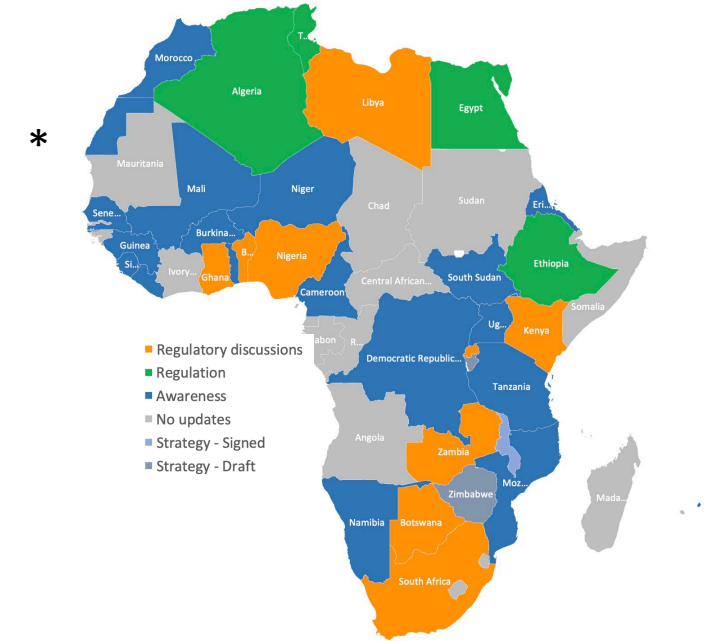 T...
Morocco
Algeria
Libya
Egypt
*
Mauritania
Mali
Niger
Chad
Sudan
Eri...
Sene...
Burkina...
Guinea
B...
Nigeria
Ethiopia
Si...
Ivory...
Ghana
Central African...
South Sudan
Cameroon
Somalia
Ug...
Kenya
abon
R...
Democratic Republic...
Regulatory discussions
Regulation
Awareness
No updates
Strategy - Signed
Strategy - Draft
Tanzania
Angola
Zambia
Moz...
Zimbabwe
Mada...
Namibia
Botswana
South Africa